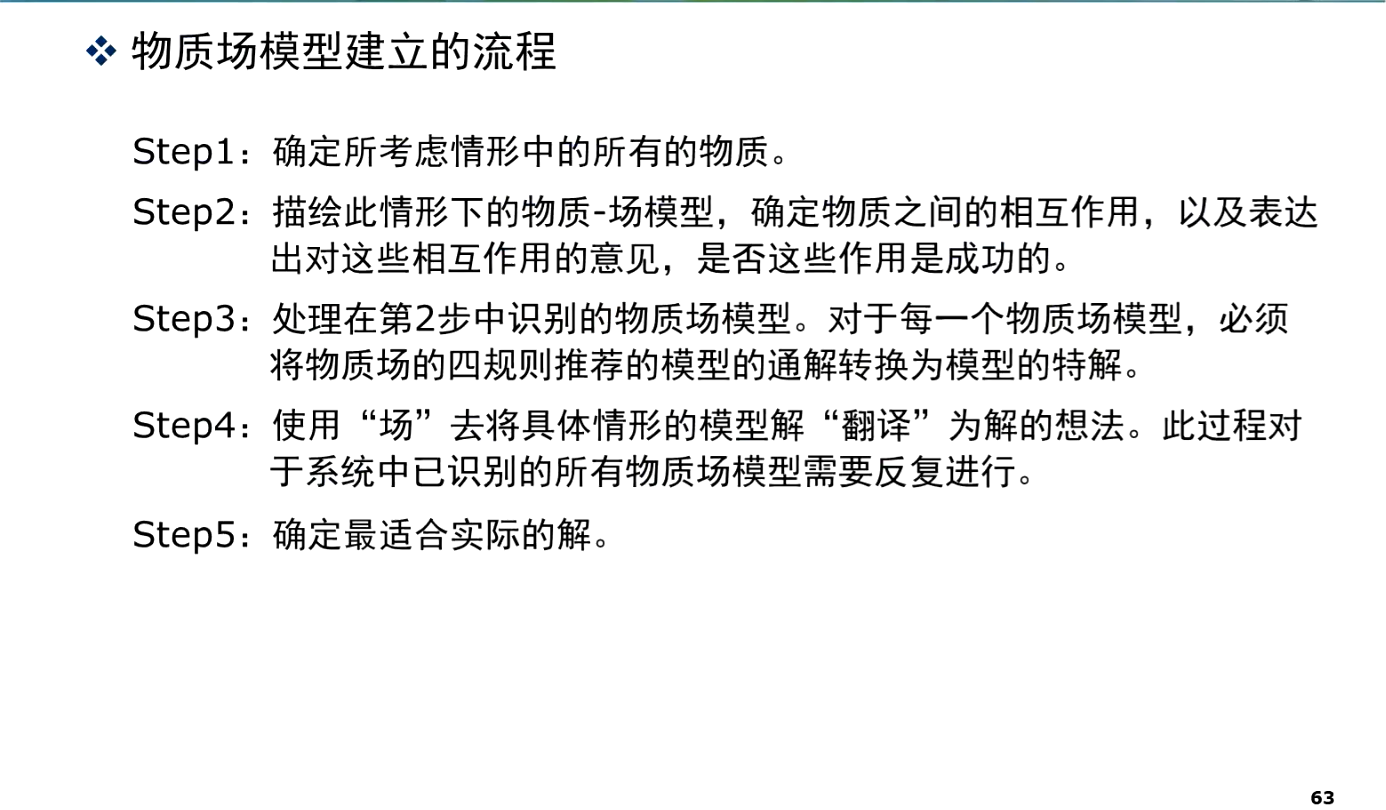 ❖ 物质场模型建立的流程
Step1：确定所考虑情形中的所有的物质。
Step2：描绘此情形下的物质-场模型，确定物质之间的相互作用，以及表达
出对这些相互作用的意见，是否这些作用是成功的。
Step3：处理在第2步中识别的物质场模型。对于每一个物质场模型，必须
将物质场的四规则推荐的模型的通解转换为模型的特解。
Step4：使用“场”去将具体情形的模型解“翻译”为解的想法。此过程对
于系统中已识别的所有物质场模型需要反复进行。
Step5：确定最适合实际的解。
63